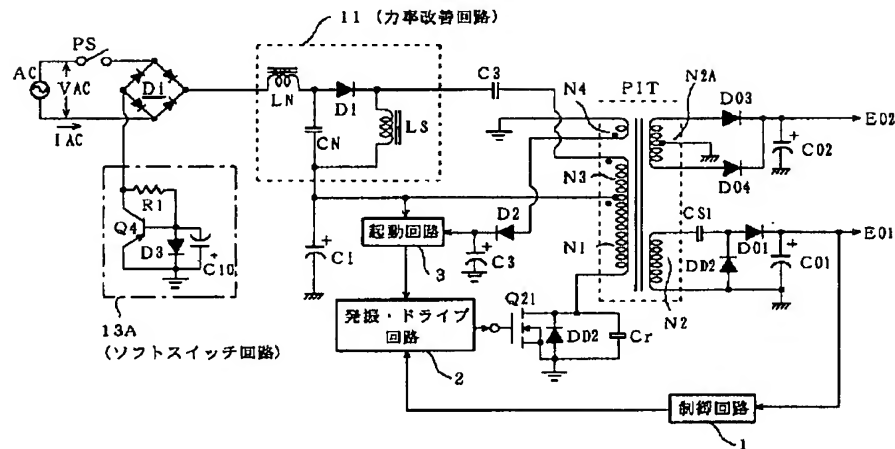 11 (力率改善回路)
PS
AC
VAC
IAC
Di
LN
D1
CN
LS
C3
N4
PIT
N2A
D03
E02
C02
D04
N3
N1
R1
Q4
D3
C10
13A
(ソフトスイッチ回路)
C1
起動回路
3
D2
C3
CS1
D01
E01
DD2
C01
N2
発振・ドライブ
回路
2
Q21
DD2
Cr
制御回路
1